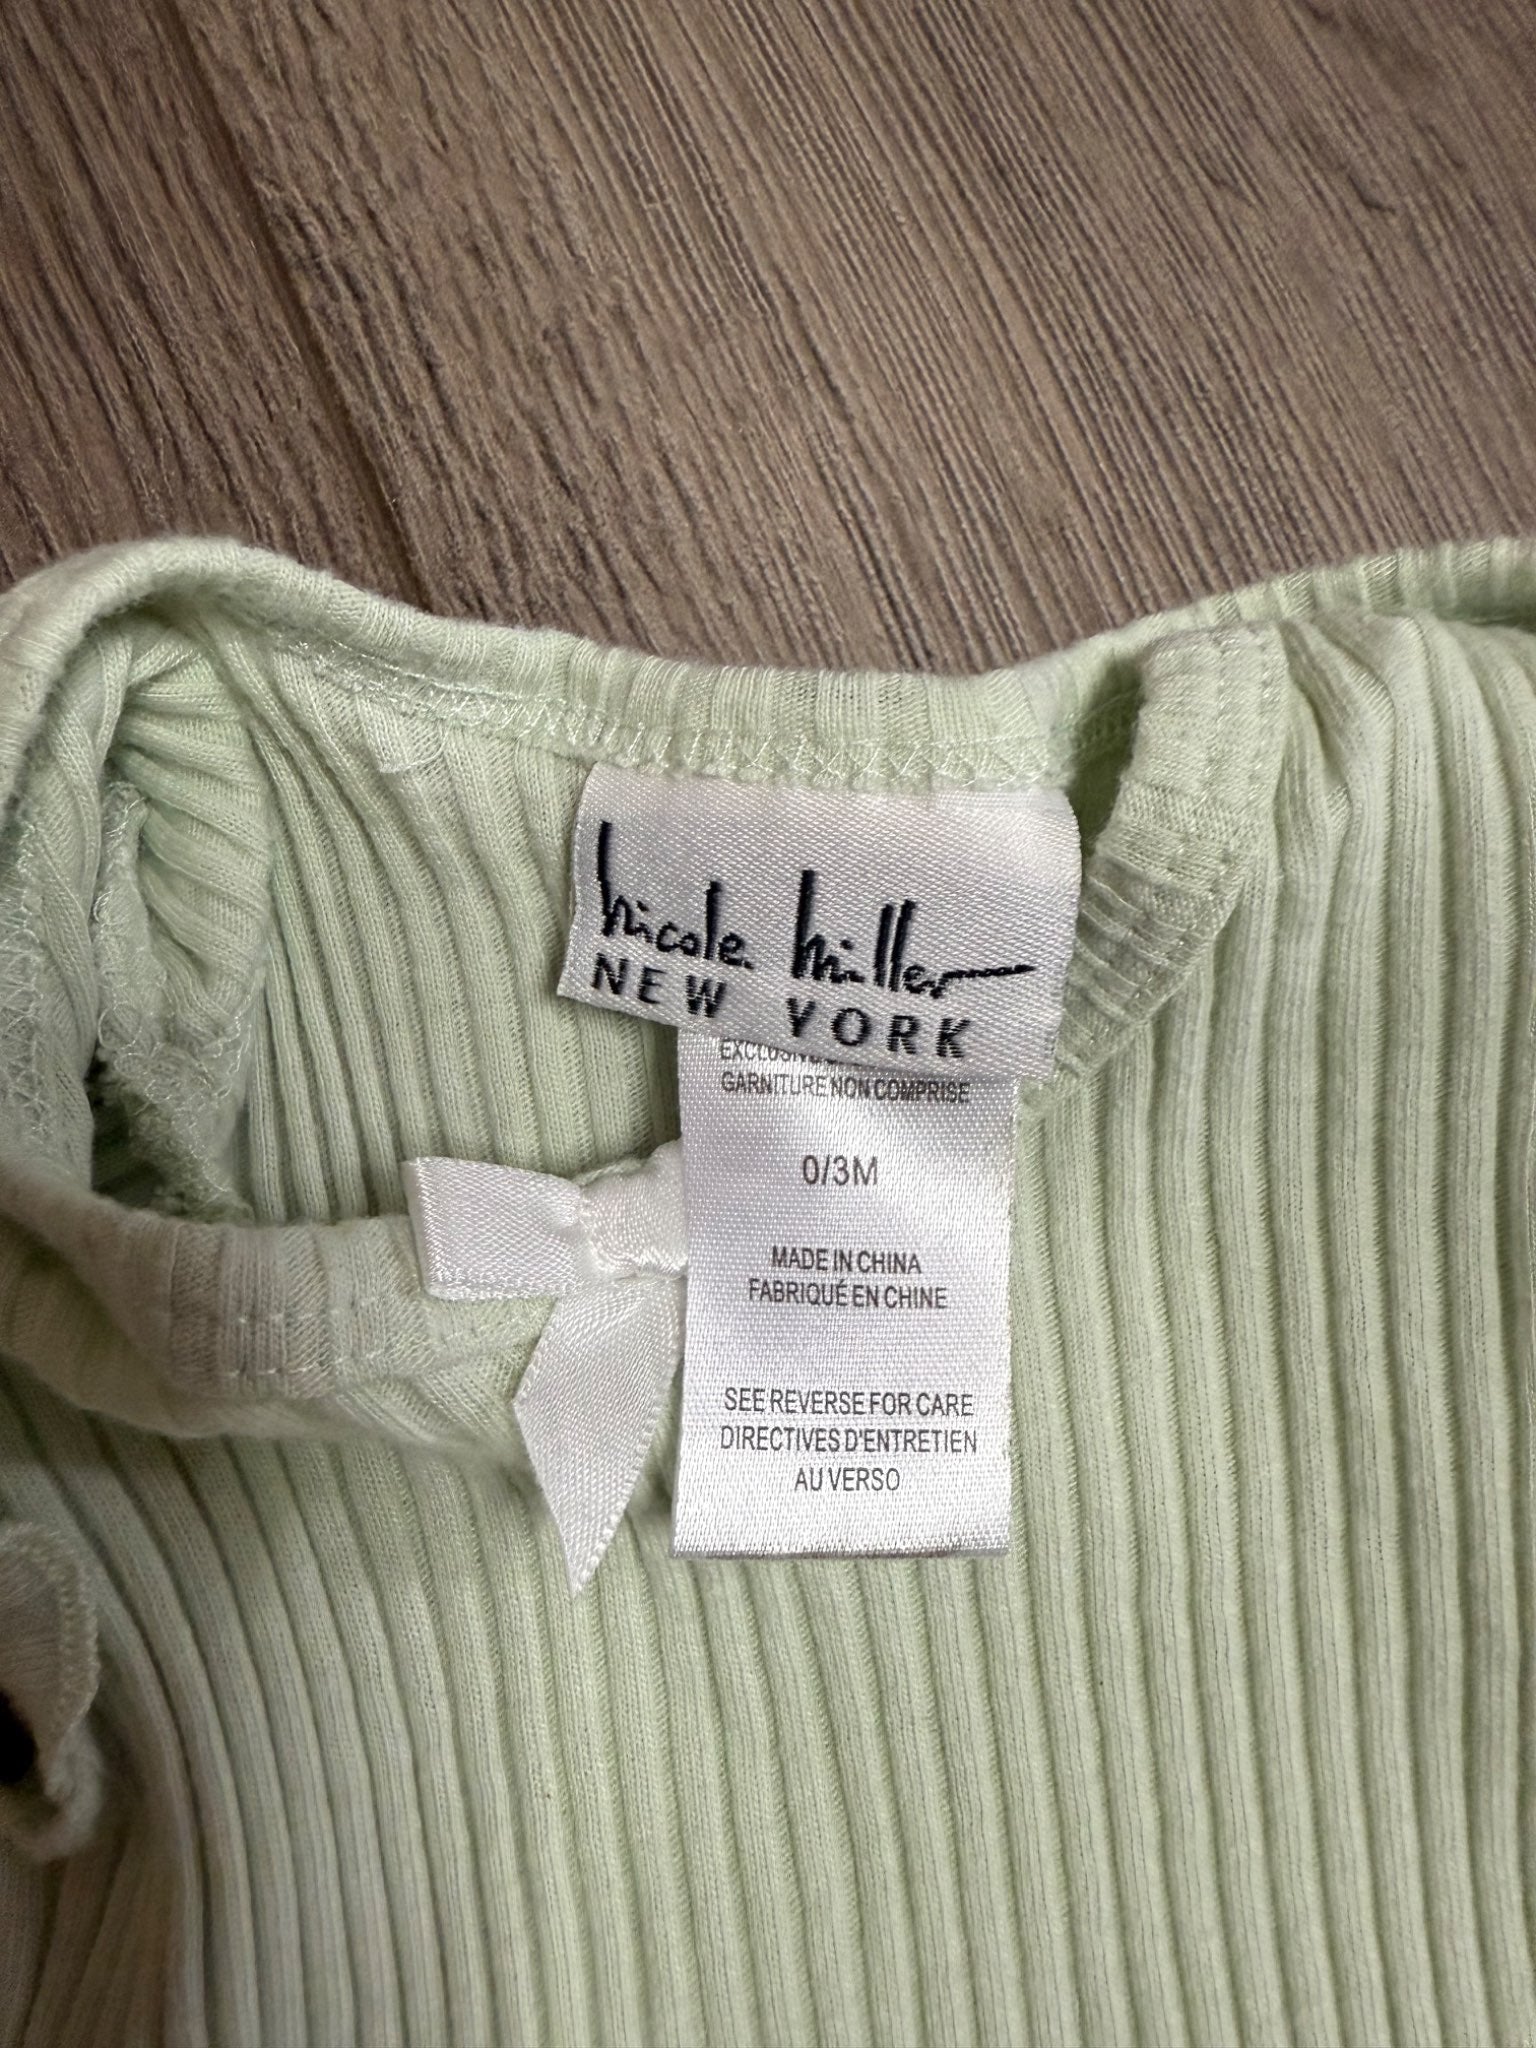 nicole miller
NEW YORK
GARNITURE NON COMPRISE
0/3M
MADE IN CHINA
FABRIQUÉ EN CHINE
SEE REVERSE FOR CARE
DIRECTIVES D'ENTRETIEN
AU VERSO